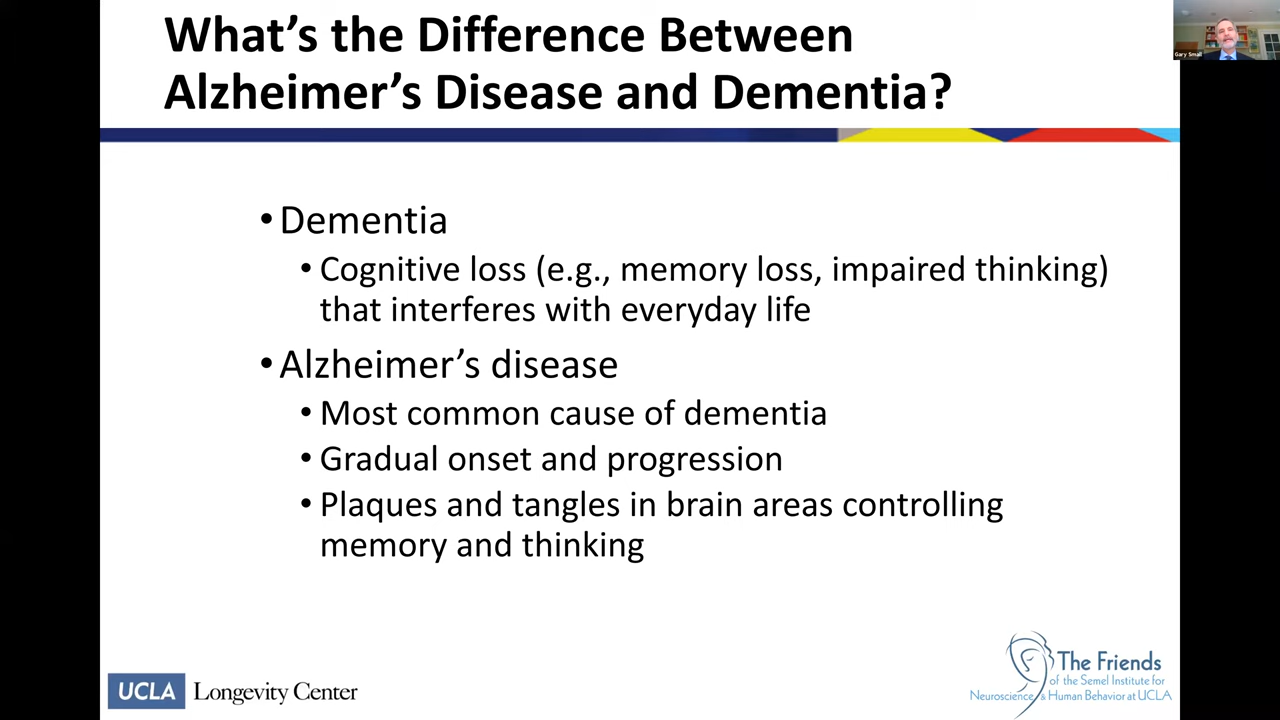 What's the Difference Between
Alzheimer's Disease and Dementia?
Gary Small
• Dementia
• Cognitive loss (e.g., memory loss, impaired thinking)
that interferes with everyday life
• Alzheimer's disease
• Most common cause of dementia
• Gradual onset and progression
• Plaques and tangles in brain areas controlling
memory and thinking
UCLA Longevity Center
The Friends
of the Semel Institute for
Neuroscience & Human Behavior at UCLA